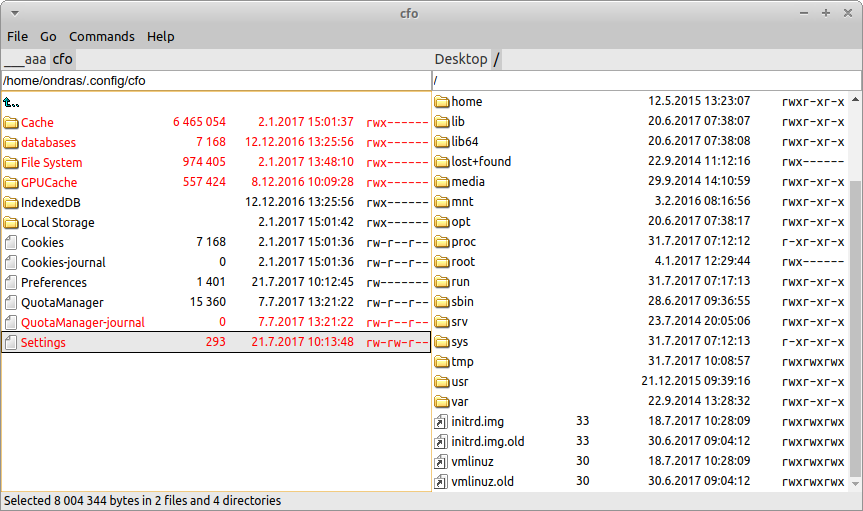 cfo
File Go Commands Help
___aaa cfo
/home/ondras/.config/cfo
..
Cache 6 465 054 2.1.2017 15:01:37 rwx------
databases 7 168 12.12.2016 13:25:56 rwx------
File System 974 405 2.1.2017 13:48:10 rwx------
GPUCache 557 424 8.12.2016 10:09:28 rwx------
IndexedDB 12.12.2016 13:25:56 rwx------
Local Storage 2.1.2017 15:01:42 rwx------
Cookies 7 168 2.1.2017 15:01:36 rw-r--r--
Cookies-journal 0 2.1.2017 15:01:36 rw-r--r--
Preferences 1 401 21.7.2017 10:12:45 rw-------
QuotaManager 15 360 7.7.2017 13:21:22 rw-r--r--
QuotaManager-journal 0 7.7.2017 13:21:22 rw-r--r--
Settings 293 21.7.2017 10:13:48 rw-rw-r--
Desktop /
/
home 12.5.2015 13:23:07 rwxr-xr-x
lib 20.6.2017 07:38:07 rwxr-xr-x
lib64 20.6.2017 07:38:08 rwxr-xr-x
lost+found 22.9.2014 11:12:16 rwx------
media 29.9.2014 14:10:59 rwxr-xr-x
mnt 3.2.2016 08:16:56 rwxr-xr-x
opt 20.6.2017 07:38:17 rwxr-xr-x
proc 31.7.2017 07:12:12 r-xr-xr-x
root 4.1.2017 12:29:44 rwx------
run 31.7.2017 07:17:13 rwxr-xr-x
sbin 28.6.2017 09:36:55 rwxr-xr-x
srv 23.7.2014 20:05:06 rwxr-xr-x
sys 31.7.2017 07:12:13 r-xr-xr-x
tmp 31.7.2017 10:08:57 rwxrwxrwx
usr 21.12.2015 09:39:16 rwxr-xr-x
var 22.9.2014 13:28:32 rwxr-xr-x
initrd.img 33 18.7.2017 10:28:09 rwxrwxrwx
initrd.img.old 33 30.6.2017 09:04:12 rwxrwxrwx
vmlinuz 30 18.7.2017 10:28:09 rwxrwxrwx
vmlinuz.old 30 30.6.2017 09:04:12 rwxrwxrwx
Selected 8 004 344 bytes in 2 files and 4 directories